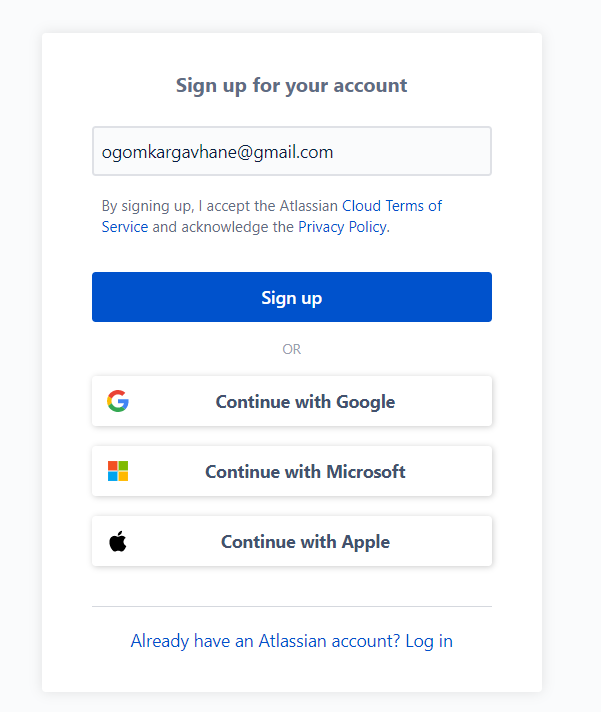 Sign up for your account
ogomkargavhane@gmail.com
By signing up, I accept the Atlassian Cloud Terms of
Service and acknowledge the Privacy Policy.
Sign up
OR
Continue with Google
Continue with Microsoft
Continue with Apple
Already have an Atlassian account? Log in